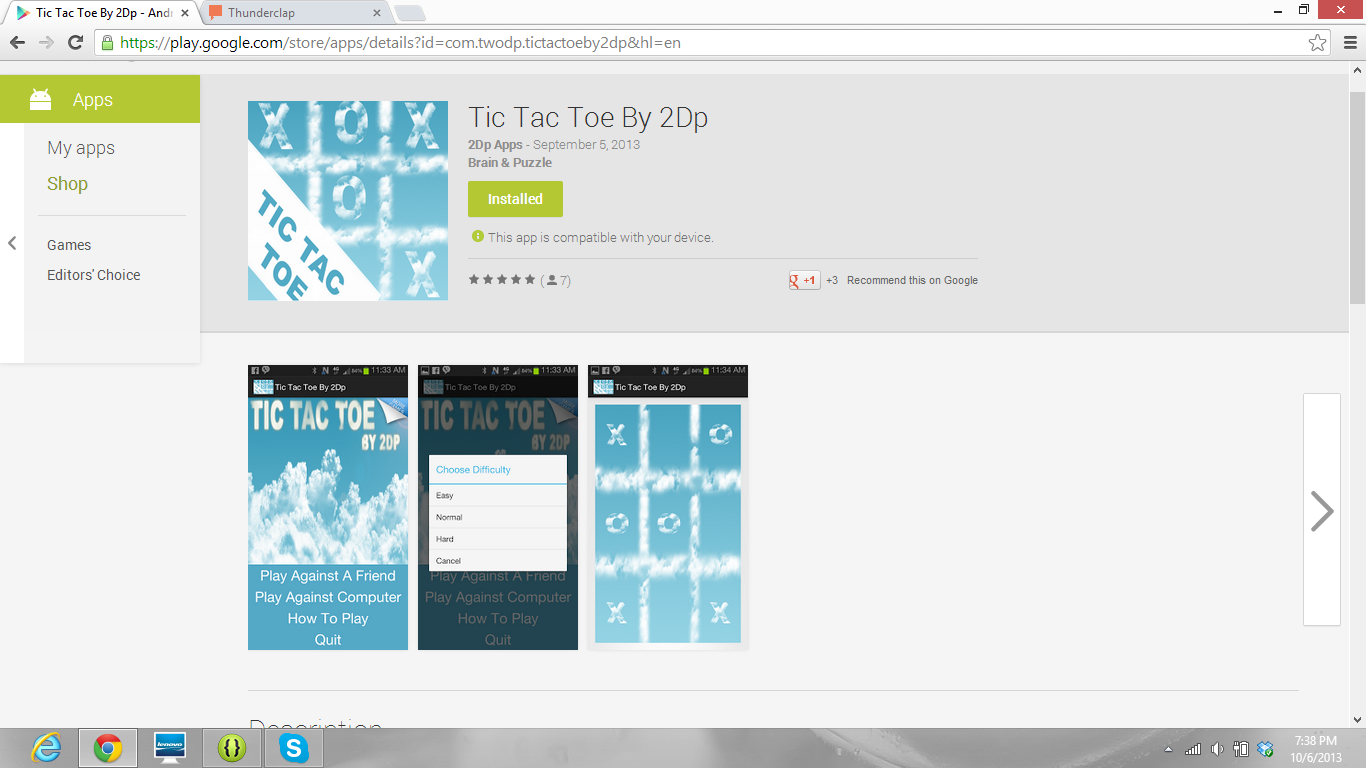 Tic Tac Toe By 2Dp - Andr
Thunderclap
https://play.google.com/store/apps/details?id=com.twodp.tictactoeby2dp&hl=en
Apps
My apps
Shop
Games
Editors' Choice
X O X
O
X
TIC TAC
TOE
Tic Tac Toe By 2Dp
2Dp Apps - September 5, 2013
Brain & Puzzle
Installed
This app is compatible with your device.
(7)
g +1 +3 Recommend this on Google
84% 11:33 AM
Tic Tac Toe By 2Dp
TIC TAC TOE
BY 2DP
Play Against A Friend
Play Against Computer
How To Play
Quit
84% 11:33 AM
Tic Tac Toe By 2Dp
TIC TAC TOE
BY 2DP
Choose Difficulty
Easy
Normal
Hard
Cancel
Play Against A Friend
Play Against Computer
How To Play
Quit
84% 11:34 AM
Tic Tac Toe By 2Dp
X O
O O
X X
Description
lenovo
7:38 PM
10/6/2013